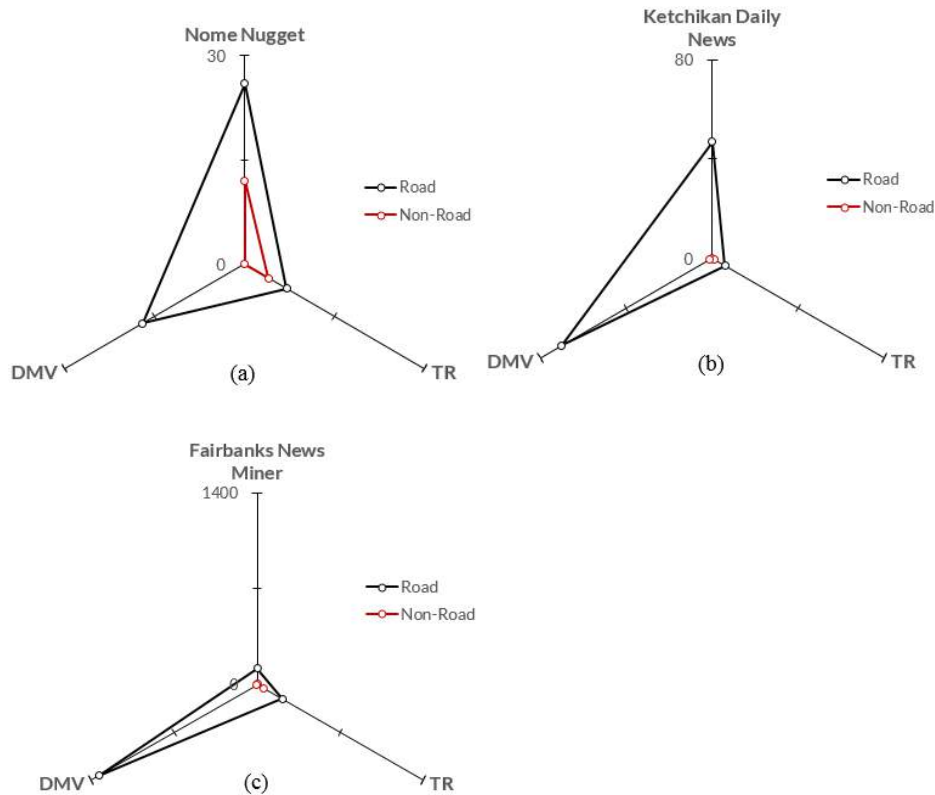 Nome Nugget
30
0
Road
Non-Road
DMV
TR
(a)
Ketchikan Daily
News
80
0
Road
Non-Road
DMV
TR
(b)
Fairbanks News
Miner
1400
0
Road
Non-Road
DMV
TR
(c)